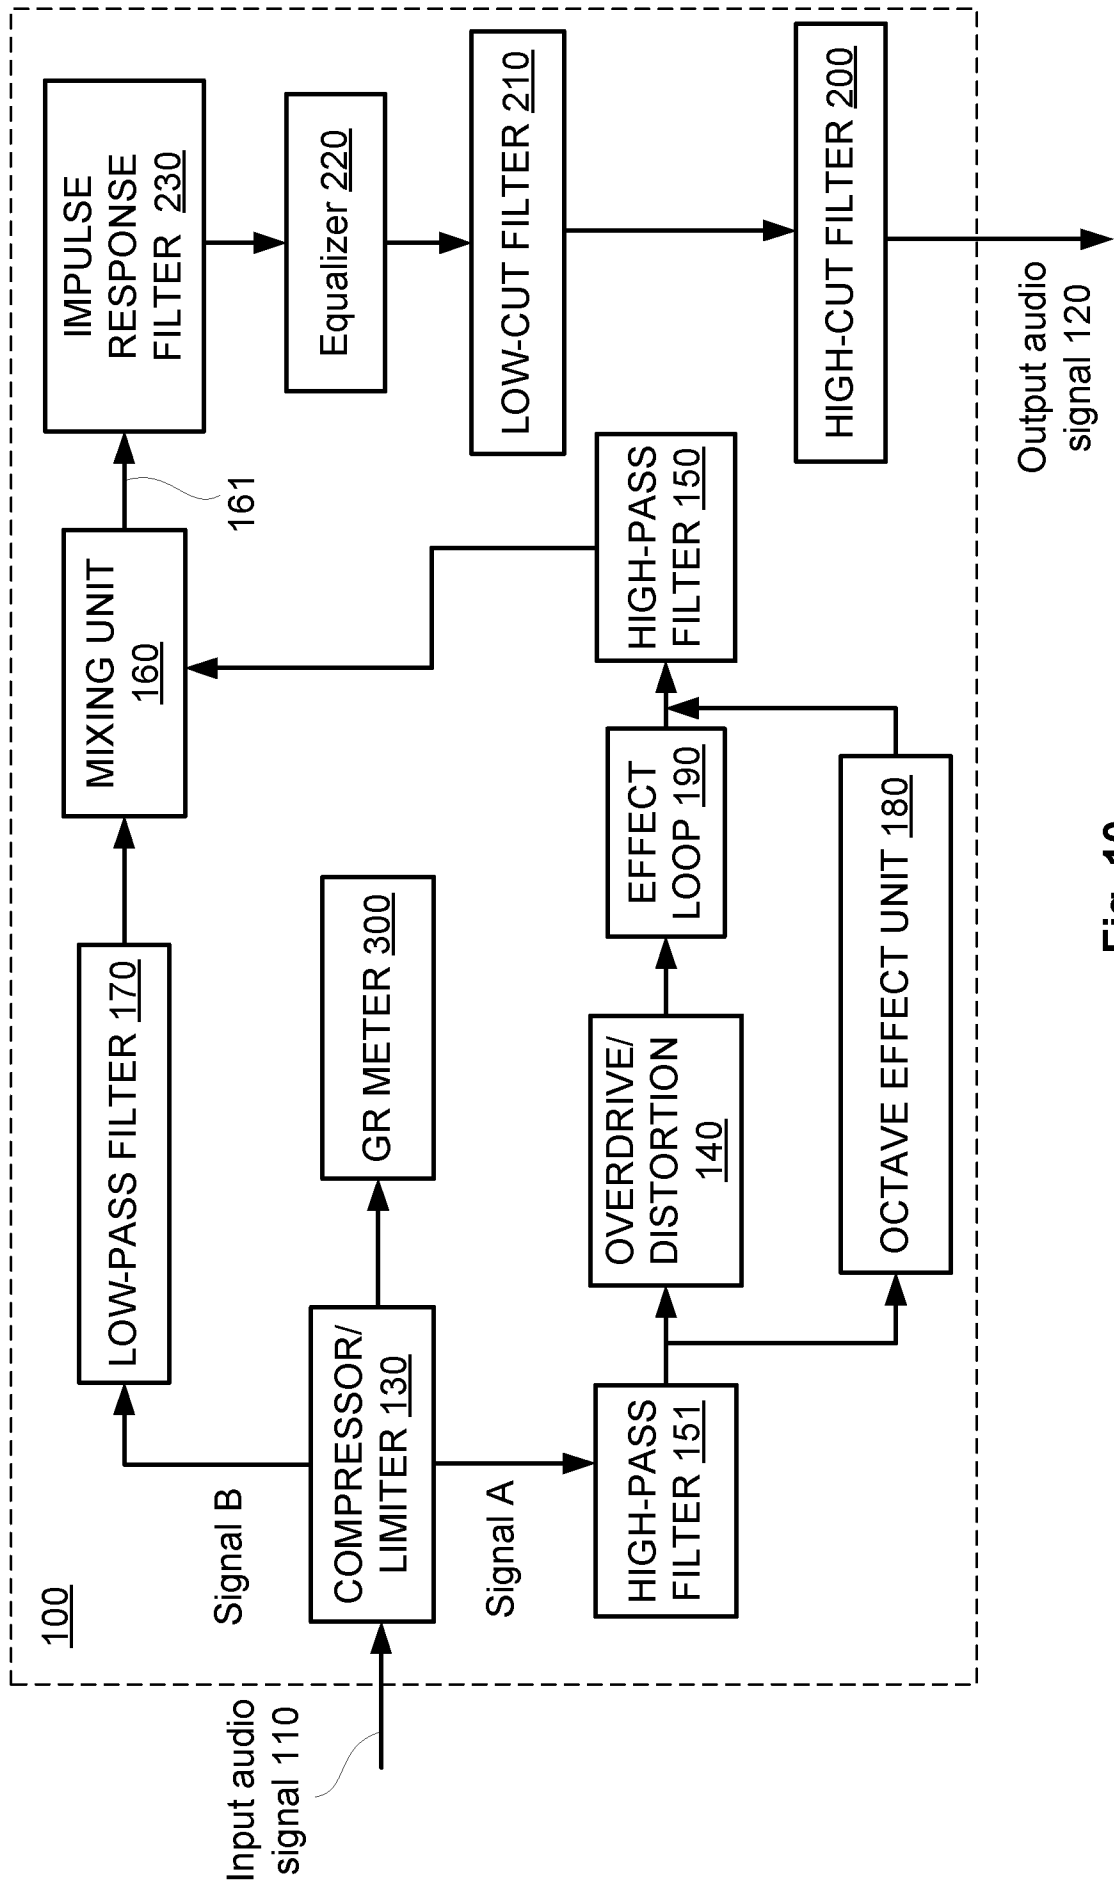 100
Input audio
signal 110
Signal B
COMPRESSOR/
LIMITER 130
Signal A
HIGH-PASS
FILTER 151
LOW-PASS FILTER 170
GR METER 300
OVERDRIVE/
DISTORTION
140
OCTAVE EFFECT UNIT 180
EFFECT
LOOP 190
MIXING UNIT
160
161
HIGH-PASS
FILTER 150
IMPULSE
RESPONSE
FILTER 230
Equalizer 220
LOW-CUT FILTER 210
HIGH-CUT FILTER 200
Output audio
signal 120